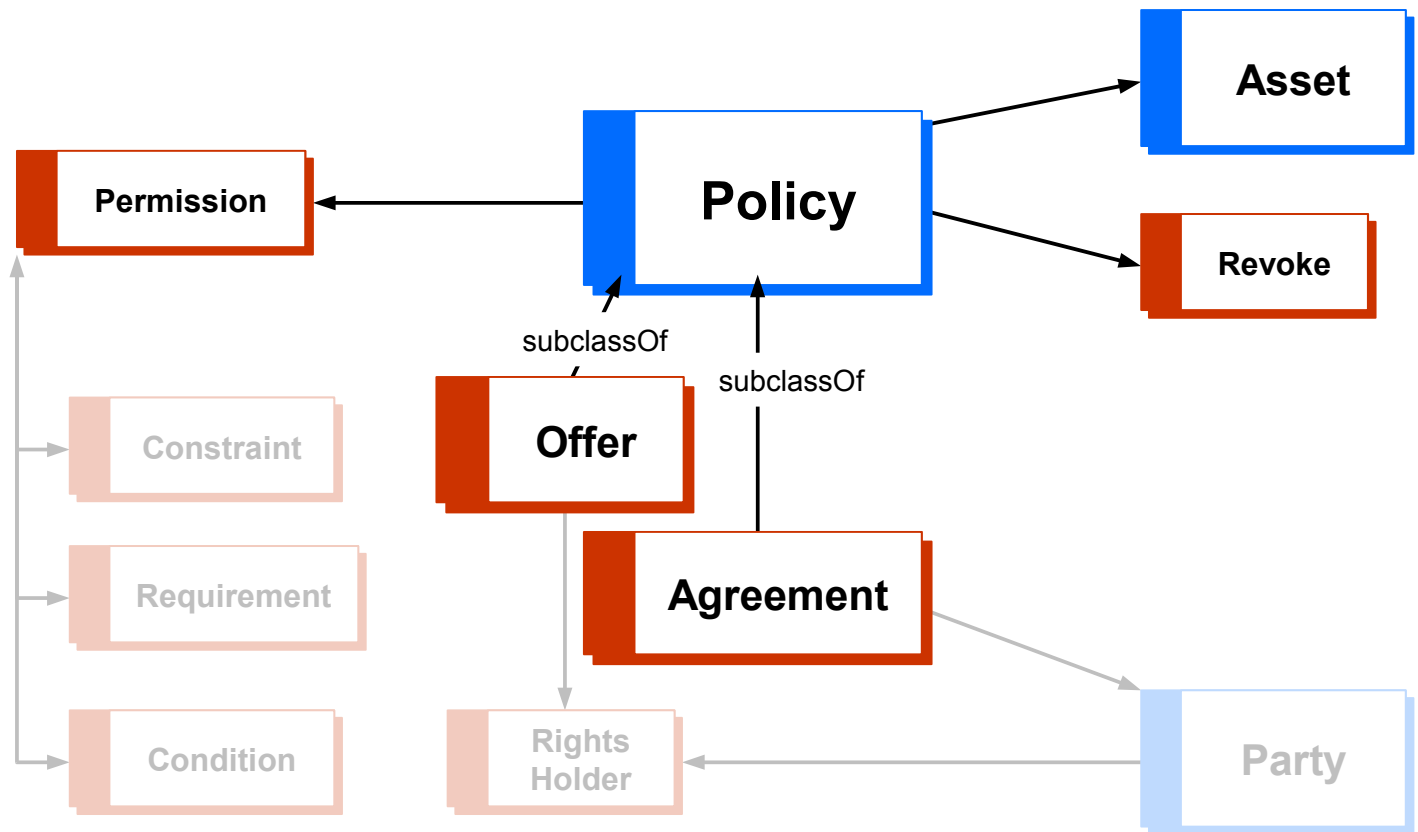 Asset
Permission
Policy
Revoke
subclassOf
subclassOf
Offer
Constraint
Requirement
Agreement
Rights
Holder
Condition
Party